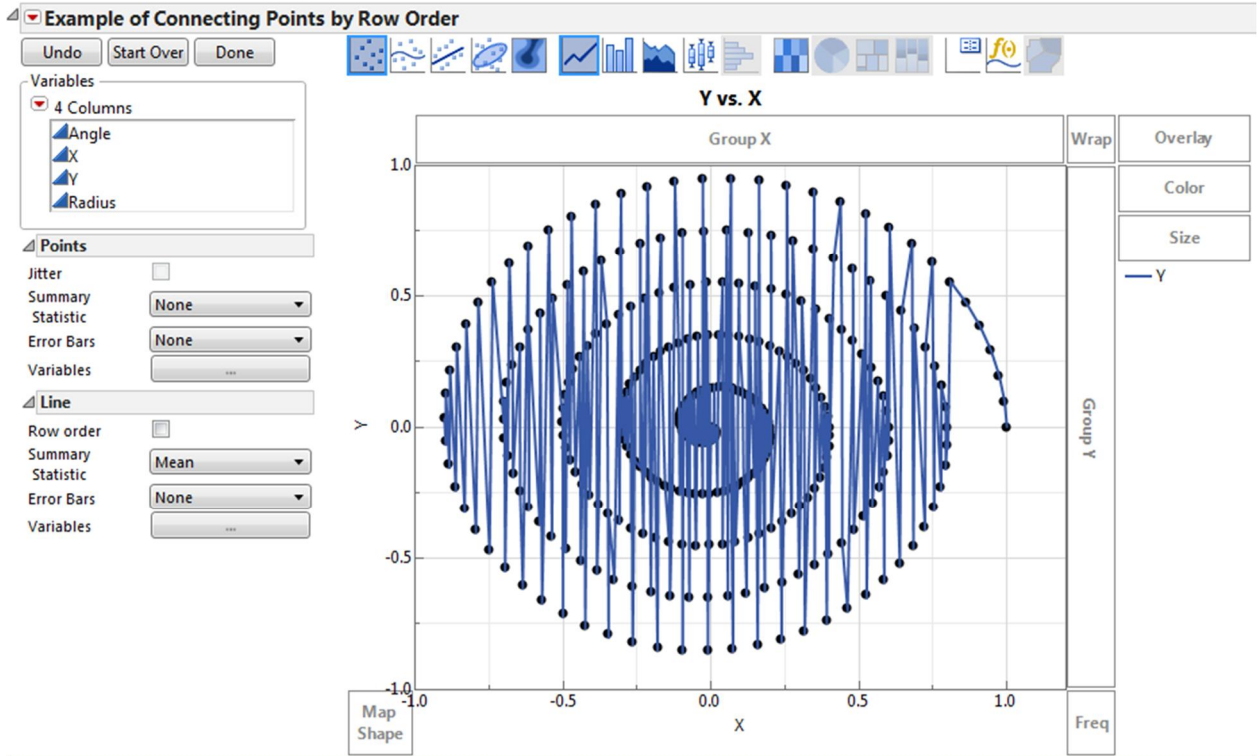 Example of Connecting Points by Row Order
Undo
Start Over
Done
Variables
4 Columns
Angle
X
Y
Radius
Points
Jitter
Summary
Statistic
None
Error Bars
None
Variables
...
Line
Row order
Summary
Statistic
Mean
Error Bars
None
Variables
...
f(•)
Y vs. X
Group X
Wrap
Overlay
Color
Size
Y
Group Y
Y
1.0
0.5
0.0
-0.5
-1.0
-1.0
-0.5
0.0
0.5
1.0
X
Map
Shape
Freq